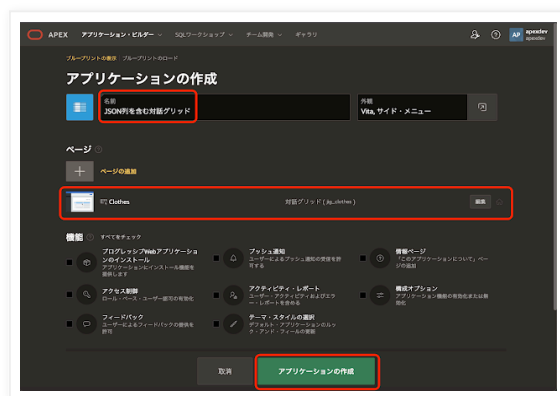 APEX アプリケーション・ビルダー SQLワークショップ チーム開発 ギャラリ AP apexdev
apexdev
ブループリントの表示 ブループリントのロード
アプリケーションの作成
名前 外観
JSON列を含む対話グリッド Vita, サイド・メニュー
ページ
ページの追加
Clothes 対話グリッド ( jig_clothes ) 編集
機能 すべてをチェック
プログレッシブWebアプリケーションのインストール
アプリケーションにインストール機能を提供します
プッシュ通知
ユーザーによるプッシュ通知の受信を許可する
情報ページ
「このアプリケーションについて」ページの追加
アクセス制御
ロール・ベース・ユーザー認可の有効化
アクティビティ・レポート
ユーザー・アクティビティおよびエラー・レポートを含める
構成オプション
アプリケーション機能の有効化または無効化
フィードバック
ユーザーによるフィードバックの提供を許可
テーマ・スタイルの選択
デフォルト・アプリケーションのルック・アンド・フィールの更新
取消 アプリケーションの作成